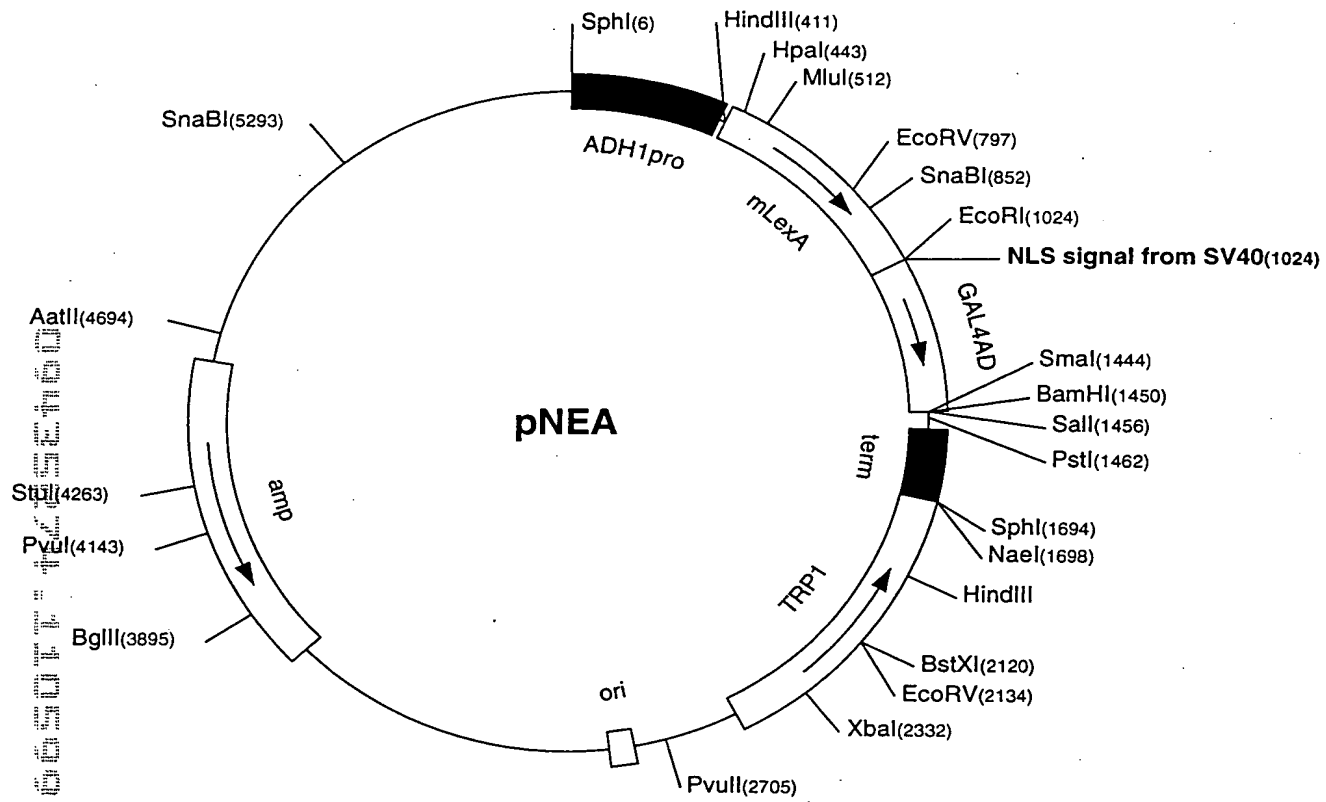 SphI(6)
HindIII(411)
HpaI(443)
MluI(512)
SnaBI(5293)
ADH1pro
EcoRV(797)
SnaBI(852)
mLexA
EcoRI(1024)
NLS signal from SV40(1024)
GAL4AD
AatII(4694)
SmaI(1444)
BamHI(1450)
pNEA
SalI(1456)
term
PstI(1462)
StuI(4263)
amp
SphI(1694)
PvuI(4143)
NaeI(1698)
TRP1
HindIII
BglII(3895)
BstXI(2120)
EcoRV(2134)
ori
XbaI(2332)
PvuII(2705)